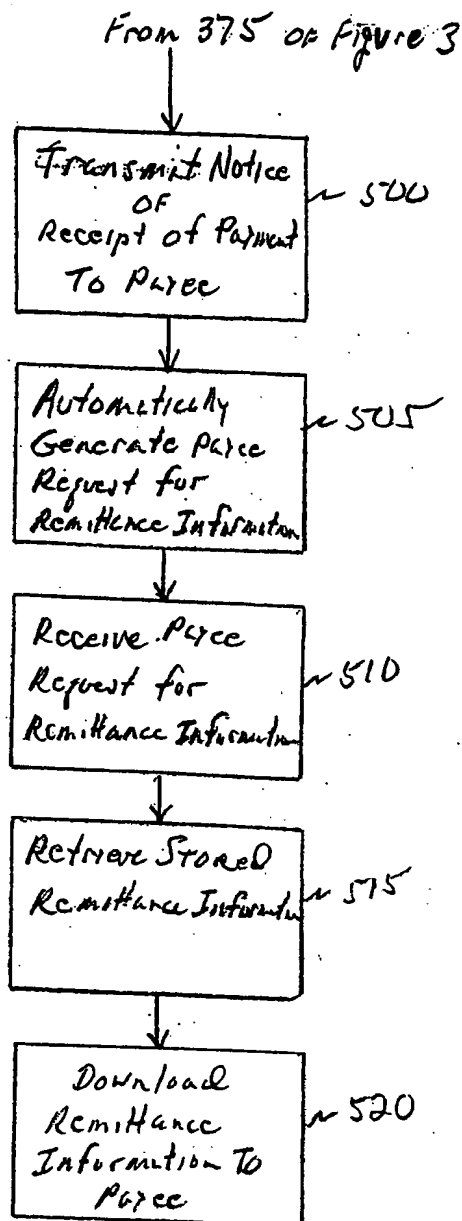 From 375 OF Figure 3
Transmit Notice
OF
Receipt of Payment
To Payee
500
Automatically
Generate Payee
Request for
Remittance Information
505
Receive Payee
Request for
Remittance Information
510
Retrieve Stored
Remittance Information
515
Download
Remittance
Information To
Payee
520